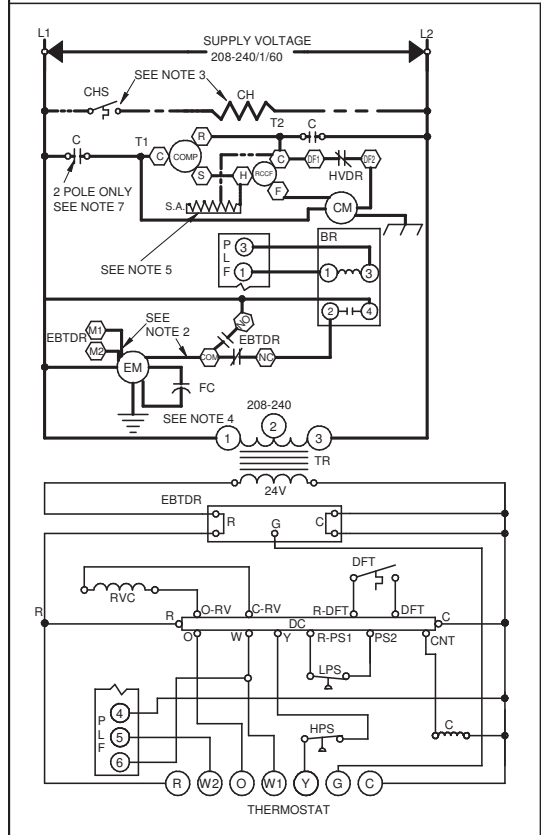 L1
L2
SUPPLY VOLTAGE
208-240/1/60
SEE NOTE 3
CHS
CH
T2
C
C
T1
R
C
COMP
C
DF1
DF2
HVDR
S
H
RCCF
F
2 POLE ONLY
SEE NOTE 7
S.A.
CM
SEE NOTE 5
P
L
F
3
1
BR
1
3
2
4
NO
SEE
NOTE 2
M1
EBTDR
M2
EBTDR
COM
NC
EM
FC
SEE NOTE 4
208-240
1
2
3
TR
24V
EBTDR
R
G
C
DFT
RVC
R
R
O-RV
C-RV
R-DFT
DFT
C
DC
O
W
Y
R-PS1
PS2
CNT
LPS
P
L
F
4
5
6
HPS
C
R
W2
O
W1
Y
G
C
THERMOSTAT